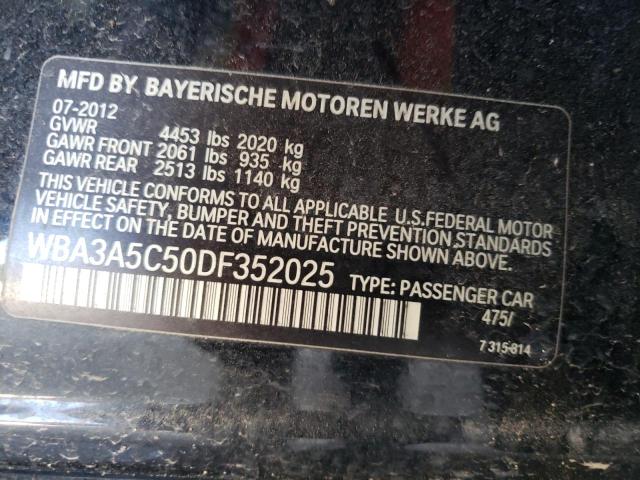 MFD BY BAYERISCHE MOTOREN WERKE AG
07-2012
GVWR 4453 lbs 2020 kg
GAWR FRONT 2061 lbs 935 kg
GAWR REAR 2513 lbs 1140 kg
THIS VEHICLE CONFORMS TO ALL APPLICABLE U.S.FEDERAL MOTOR
VEHICLE SAFETY, BUMPER AND THEFT PREVENTION STANDARDS
IN EFFECT ON THE DATE OF MANUFACTURE SHOWN ABOVE.
WBA3A5C50DF352025 TYPE: PASSENGER CAR
475/
7 315-814